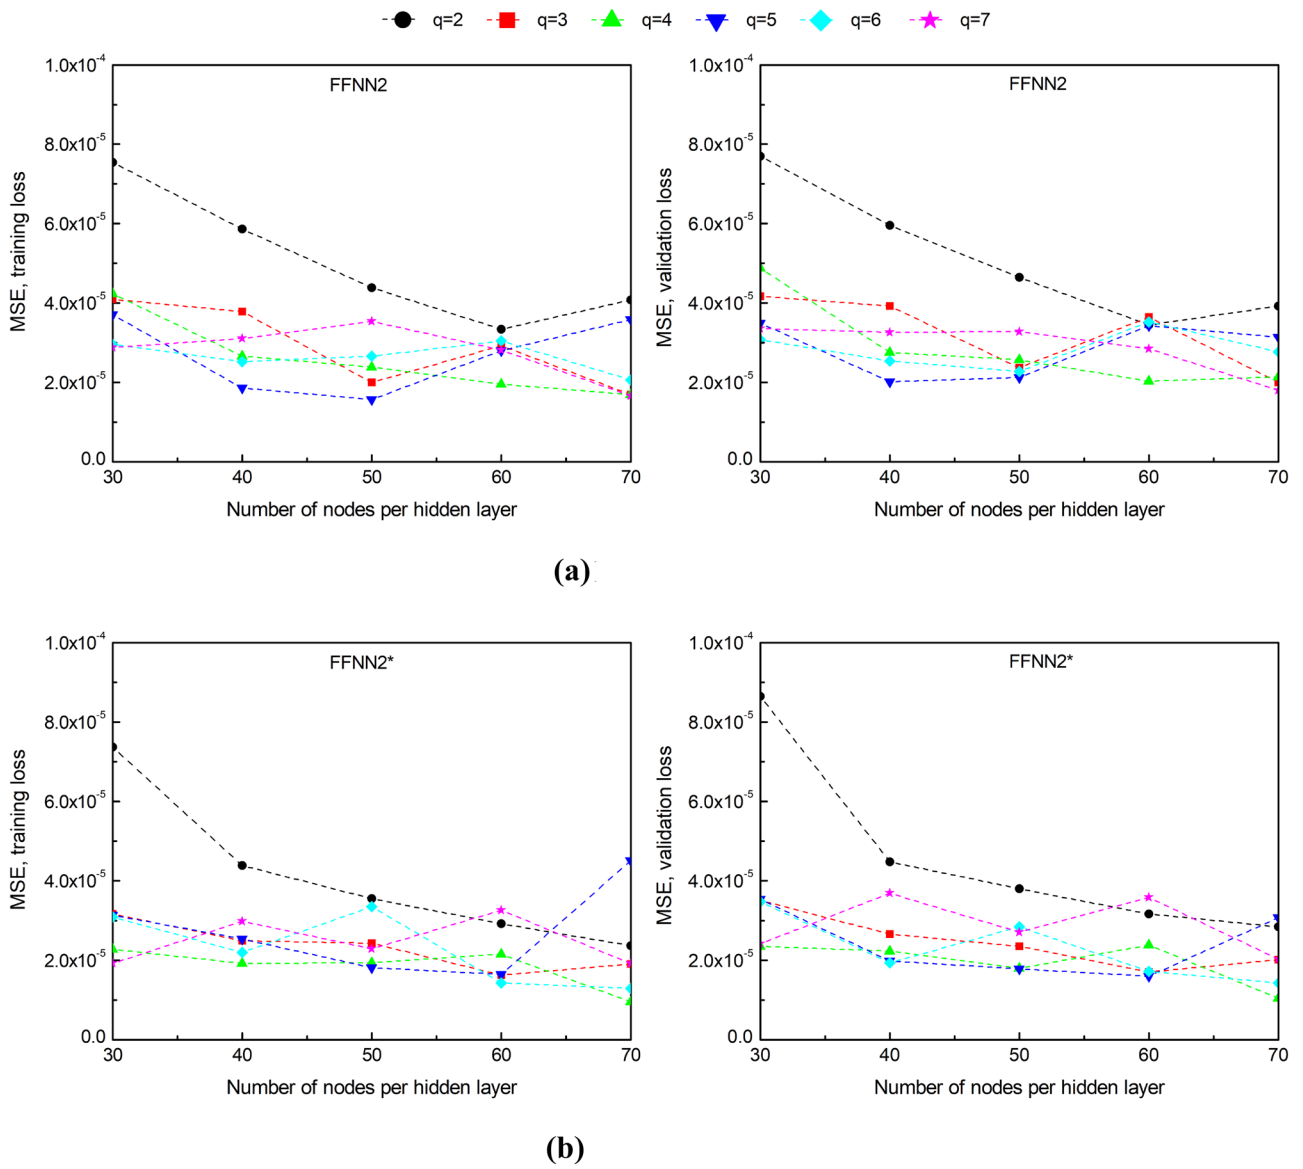 q=2 q=3 q=4 q=5 q=6 q=7
FFNN2
MSE, training loss
1.0x10⁻⁴
8.0x10⁻⁵
6.0x10⁻⁵
4.0x10⁻⁵
2.0x10⁻⁵
0.0
30 40 50 60 70
Number of nodes per hidden layer
FFNN2
MSE, validation loss
1.0x10⁻⁴
8.0x10⁻⁵
6.0x10⁻⁵
4.0x10⁻⁵
2.0x10⁻⁵
0.0
30 40 50 60 70
Number of nodes per hidden layer
(a)
FFNN2*
MSE, training loss
1.0x10⁻⁴
8.0x10⁻⁵
6.0x10⁻⁵
4.0x10⁻⁵
2.0x10⁻⁵
0.0
30 40 50 60 70
Number of nodes per hidden layer
FFNN2*
MSE, validation loss
1.0x10⁻⁴
8.0x10⁻⁵
6.0x10⁻⁵
4.0x10⁻⁵
2.0x10⁻⁵
0.0
30 40 50 60 70
Number of nodes per hidden layer
(b)